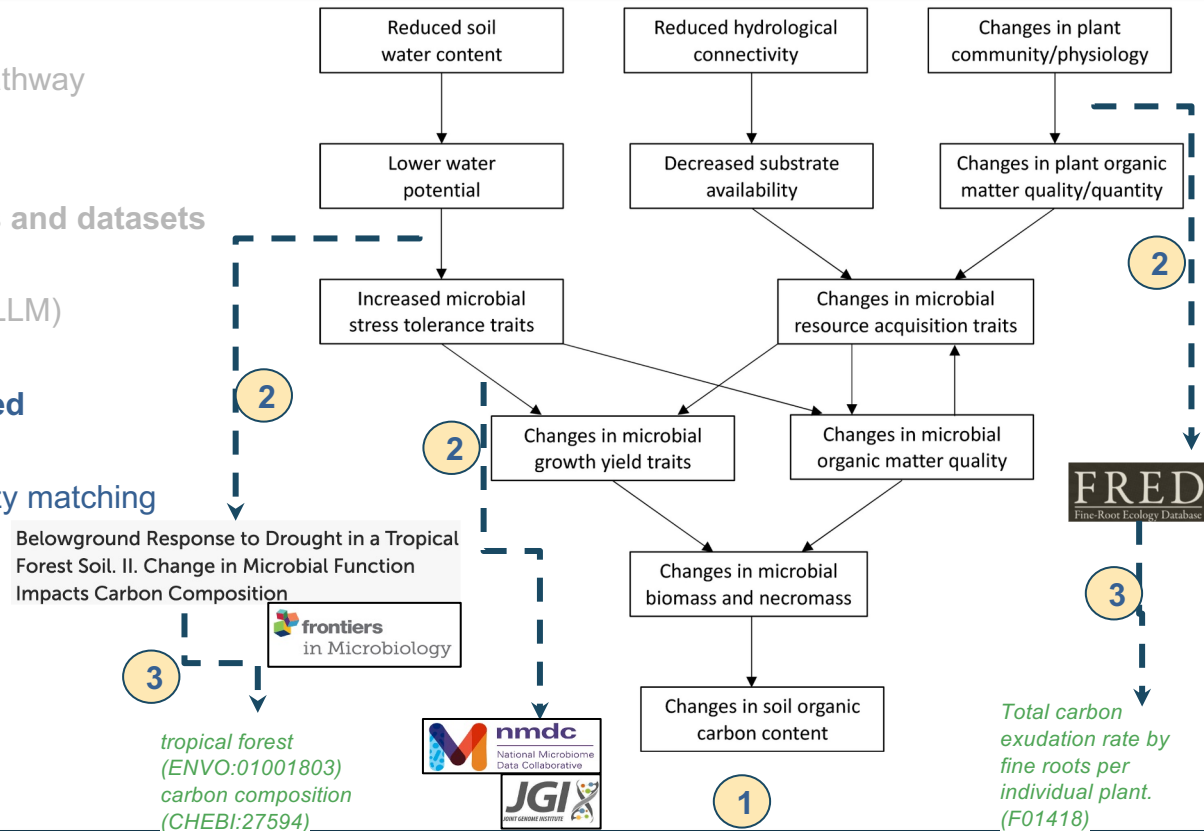 Reduced soil
water content
Reduced hydrological
connectivity
Changes in plant
community/physiology
Lower water
potential
Decreased substrate
availability
Changes in plant organic
matter quality/quantity
and datasets
LLM)
2
Increased microbial
stress tolerance traits
Changes in microbial
resource acquisition traits
2
2
Changes in microbial
growth yield traits
Changes in microbial
organic matter quality
matching
FRED
Fine-Root Ecology Database
Belowground Response to Drought in a Tropical
Forest Soil. II. Change in Microbial Function
Impacts Carbon Composition
frontiers
in Microbiology
Changes in microbial
biomass and necromass
3
3
Changes in soil organic
carbon content
tropical forest
(ENVO:01001803)
carbon composition
(CHEBI:27594)
nmdc
National Microbiome
Data Collaborative
JGI
JOINT GENOME INSTITUTE
1
Total carbon
exudation rate by
fine roots per
individual plant.
(F01418)